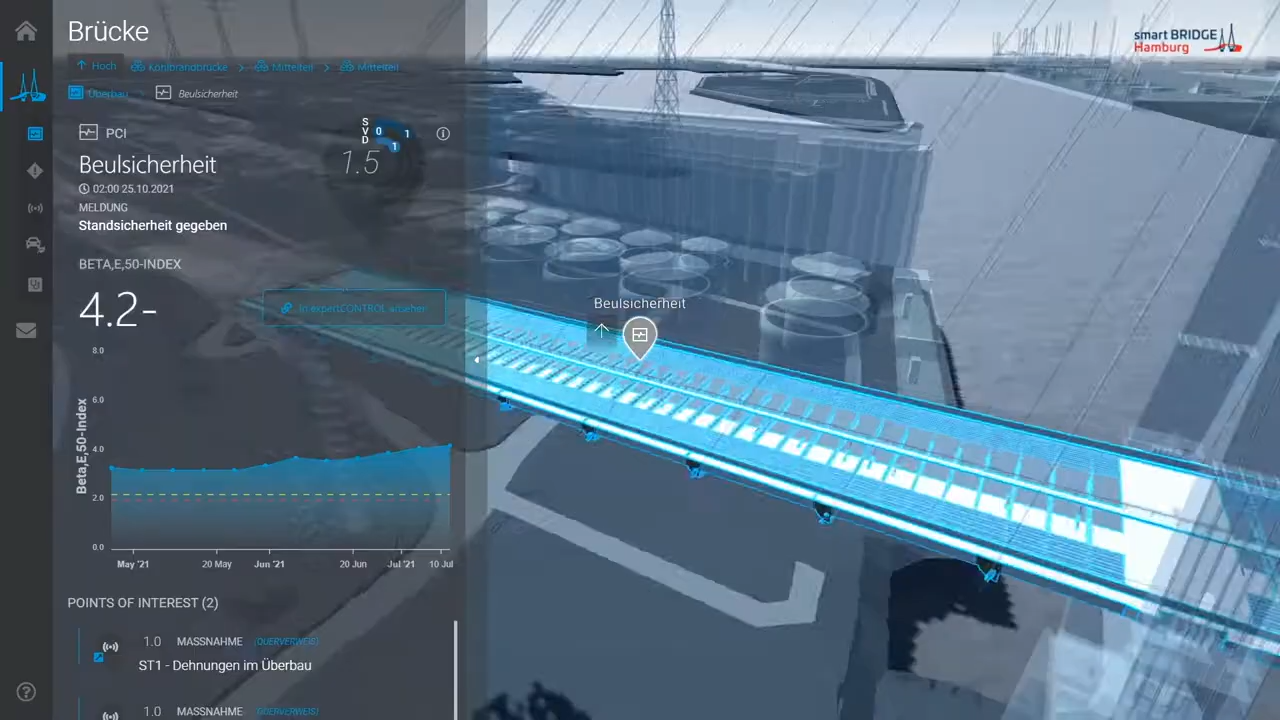 Brücke
smart BRIDGE
Hamburg
Hoch
Köhlbrandbrücke
Mittelteil
Mittelteil
Überbau
Beulsicherheit
PCI
S
V
D
0
1
1
Beulsicherheit
1.5
02:00 25.10.2021
MELDUNG
Standsicherheit gegeben
BETA,E,50-INDEX
4.2-
In expertCONTROL ansehen
Beulsicherheit
Beta,E,50-Index
8.0
6.0
4.0
2.0
0.0
May '21 20 May Jun '21 20 Jun Jul '21 10 Jul
POINTS OF INTEREST (2)
1.0 MASSNAHME (QUERVERWEIS)
ST1 - Dehnungen im Überbau
1.0 MASSNAHME (QUERVERWEIS)